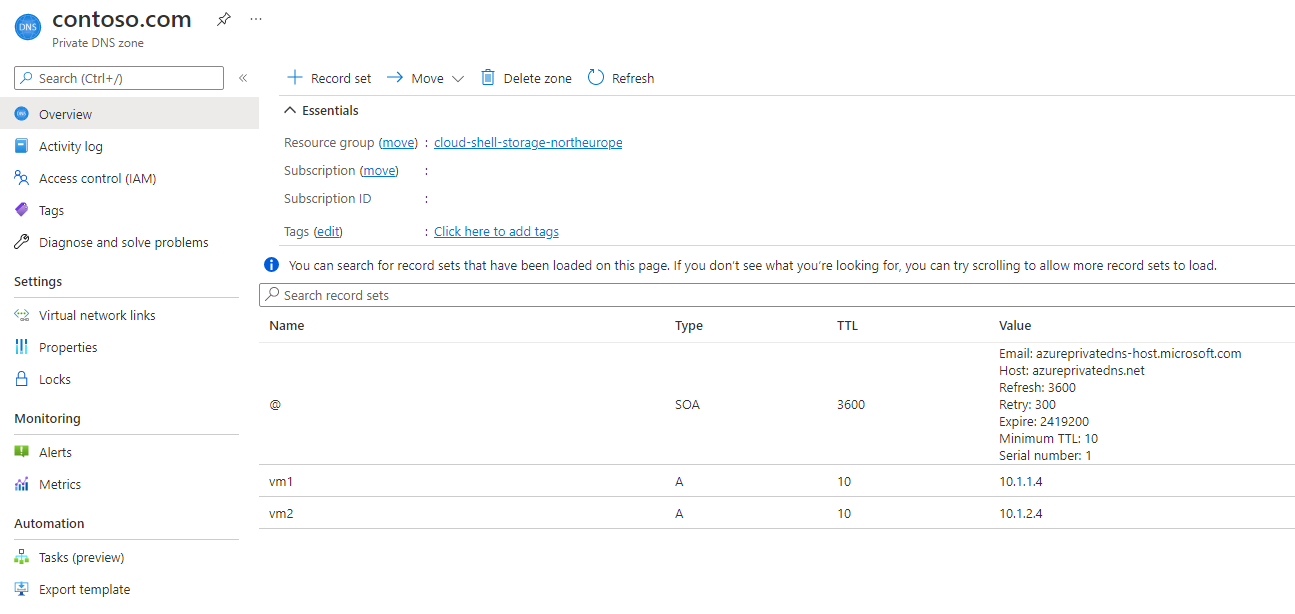 DNS
contoso.com
...
Private DNS zone
Search (Ctrl+/)
«
Overview
Activity log
Access control (IAM)
Tags
Diagnose and solve problems
Settings
Virtual network links
Properties
Locks
Monitoring
Alerts
Metrics
Automation
Tasks (preview)
Export template
Record set Move Delete zone Refresh
Essentials
Resource group (move) : cloud-shell-storage-northeurope
Subscription (move) :
Subscription ID :
Tags (edit) : Click here to add tags
You can search for record sets that have been loaded on this page. If you don't see what you're looking for, you can try scrolling to allow more record sets to load.
Search record sets
Name Type TTL Value
@ SOA 3600
Email: azureprivatedns-host.microsoft.com
Host: azureprivatedns.net
Refresh: 3600
Retry: 300
Expire: 2419200
Minimum TTL: 10
Serial number: 1
vm1 A 10 10.1.1.4
vm2 A 10 10.1.2.4